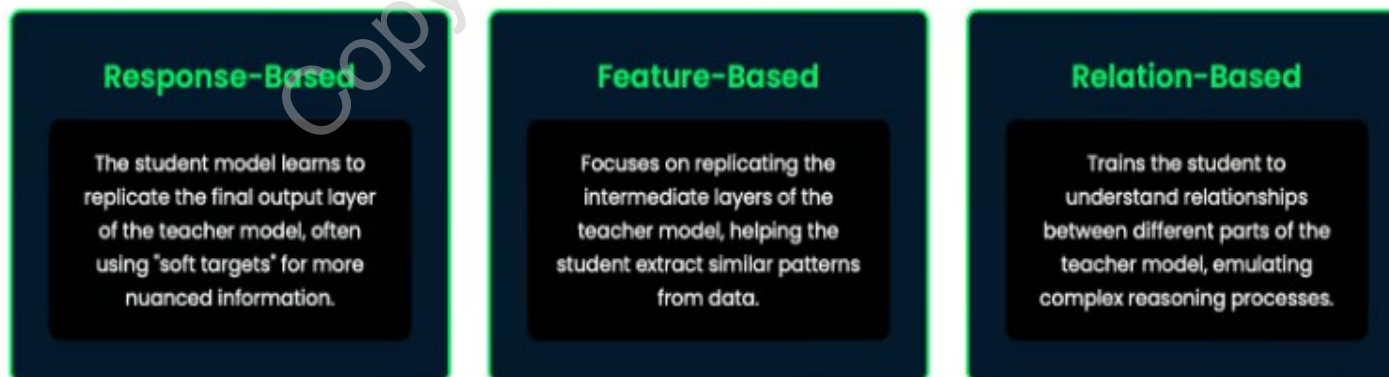 Copy
Response-Based
The student model learns to
replicate the final output layer
of the teacher model, often
using "soft targets" for more
nuanced information.
Feature-Based
Focuses on replicating the
intermediate layers of the
teacher model, helping the
student extract similar patterns
from data.
Relation-Based
Trains the student to
understand relationships
between different parts of the
teacher model, emulating
complex reasoning processes.